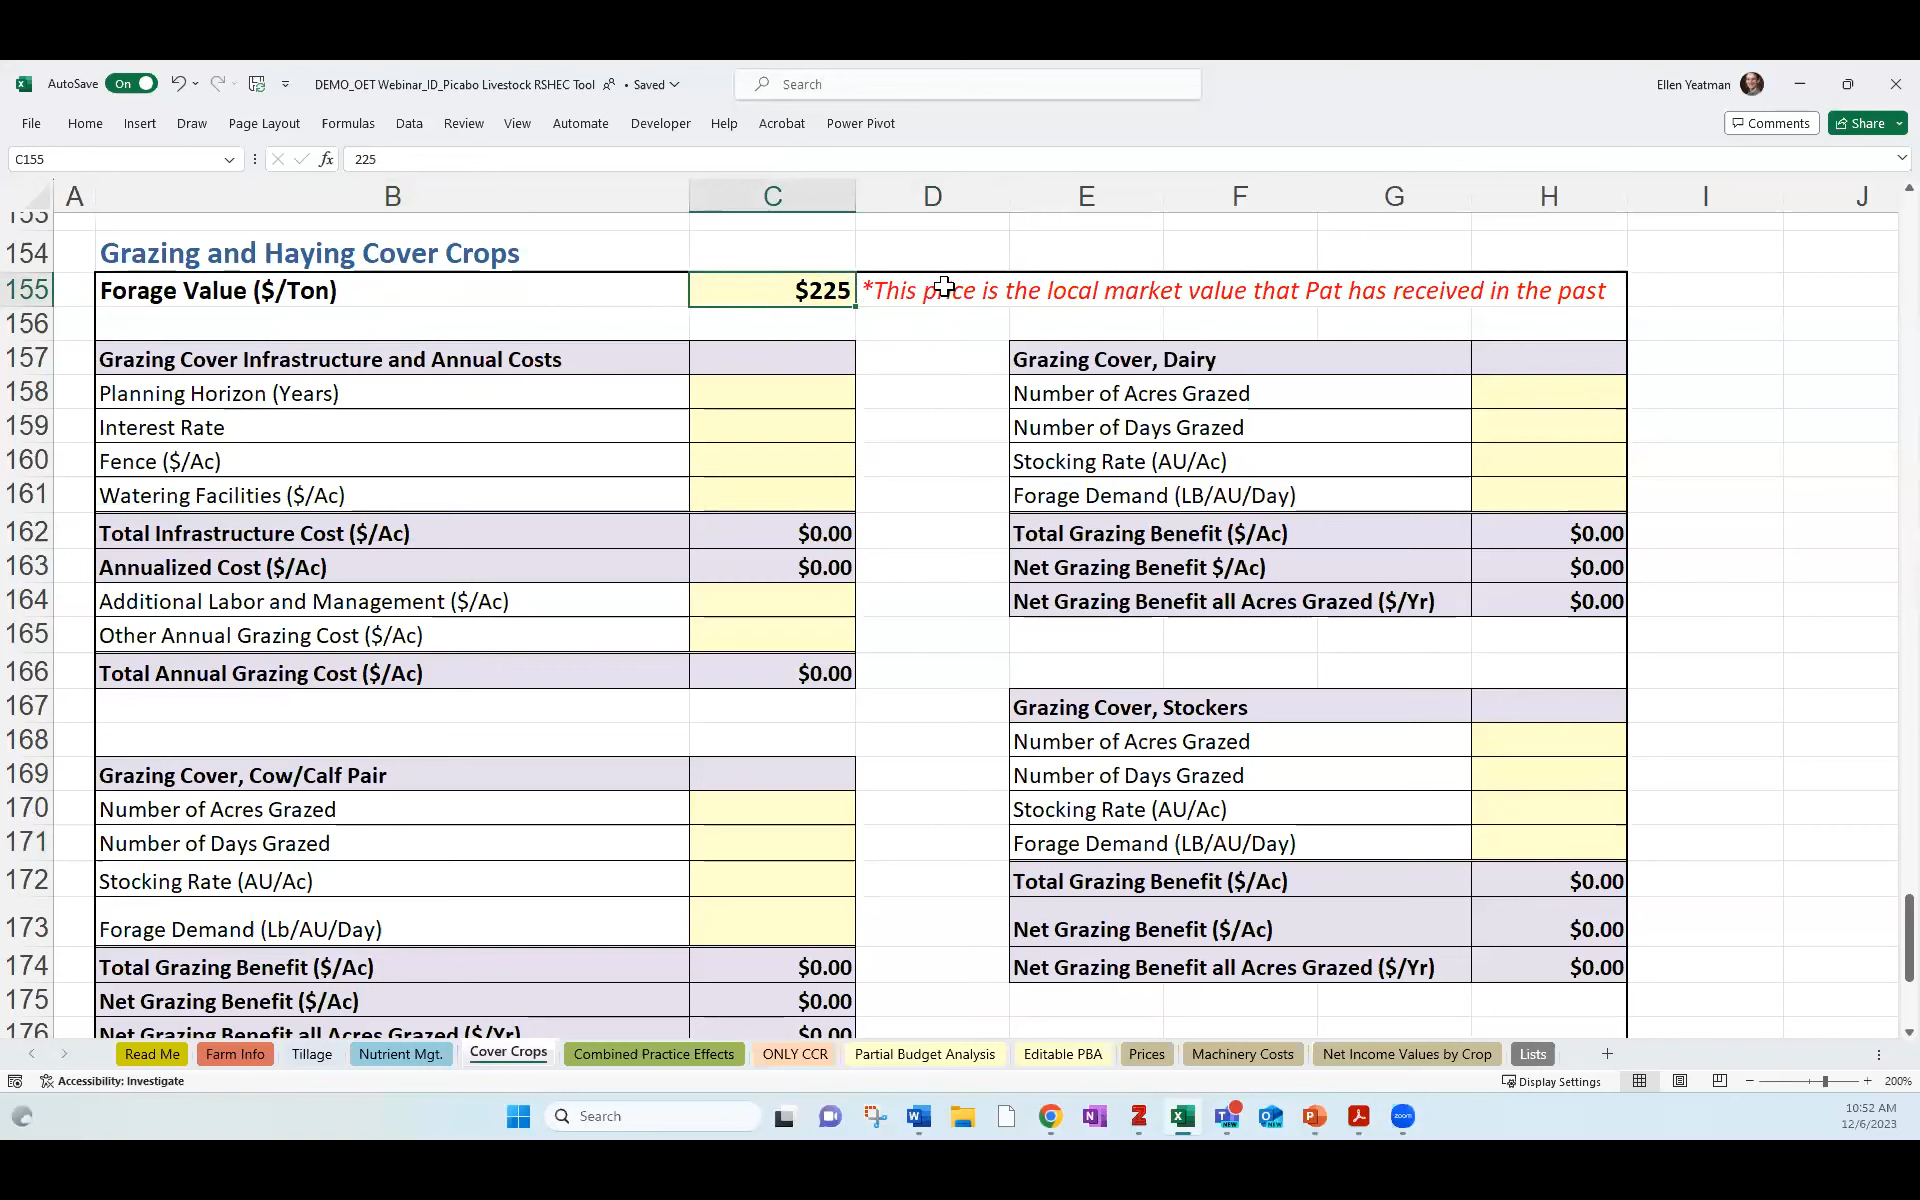 AutoSave On DEMO_OET Webinar_ID_Picabo Livestock RSHEC Tool • Saved Search Ellen Yeatman
File Home Insert Draw Page Layout Formulas Data Review View Automate Developer Help Acrobat Power Pivot Comments Share
C155 fx 225
A B C D E F G H I J
153
154 Grazing and Haying Cover Crops
155 Forage Value ($/Ton) $225 *This price is the local market value that Pat has received in the past
156
157 Grazing Cover Infrastructure and Annual Costs Grazing Cover, Dairy
158 Planning Horizon (Years) Number of Acres Grazed
159 Interest Rate Number of Days Grazed
160 Fence ($/Ac) Stocking Rate (AU/Ac)
161 Watering Facilities ($/Ac) Forage Demand (LB/AU/Day)
162 Total Infrastructure Cost ($/Ac) $0.00 Total Grazing Benefit ($/Ac) $0.00
163 Annualized Cost ($/Ac) $0.00 Net Grazing Benefit $/Ac) $0.00
164 Additional Labor and Management ($/Ac) Net Grazing Benefit all Acres Grazed ($/Yr) $0.00
165 Other Annual Grazing Cost ($/Ac)
166 Total Annual Grazing Cost ($/Ac) $0.00
167 Grazing Cover, Stockers
168 Number of Acres Grazed
169 Grazing Cover, Cow/Calf Pair Number of Days Grazed
170 Number of Acres Grazed Stocking Rate (AU/Ac)
171 Number of Days Grazed Forage Demand (LB/AU/Day)
172 Stocking Rate (AU/Ac) Total Grazing Benefit ($/Ac) $0.00
173 Forage Demand (Lb/AU/Day) Net Grazing Benefit ($/Ac) $0.00
174 Total Grazing Benefit ($/Ac) $0.00 Net Grazing Benefit all Acres Grazed ($/Yr) $0.00
175 Net Grazing Benefit ($/Ac) $0.00
176 Net Grazing Benefit all Acres Grazed ($/Yr) $0.00
Read Me Farm Info Tillage Nutrient Mgt. Cover Crops Combined Practice Effects ONLY CCR Partial Budget Analysis Editable PBA Prices Machinery Costs Net Income Values by Crop Lists
Accessibility: Investigate Display Settings 200%
Search 10:52 AM
12/6/2023